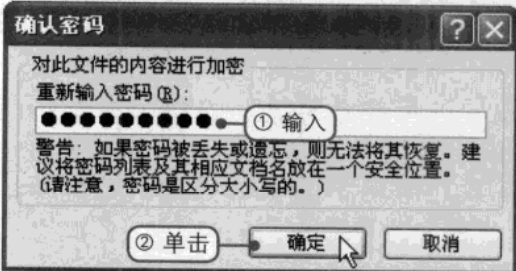 确认密码
对此文件的内容进行加密
重新输入密码(R):
●●●●●●●●● ① 输入
警告：如果密码被丢失或遗忘，则无法将其恢复。建
议将密码列表及其相应文档名放在一个安全位置。
(请注意，密码是区分大小写的。)
② 单击 确定 取消